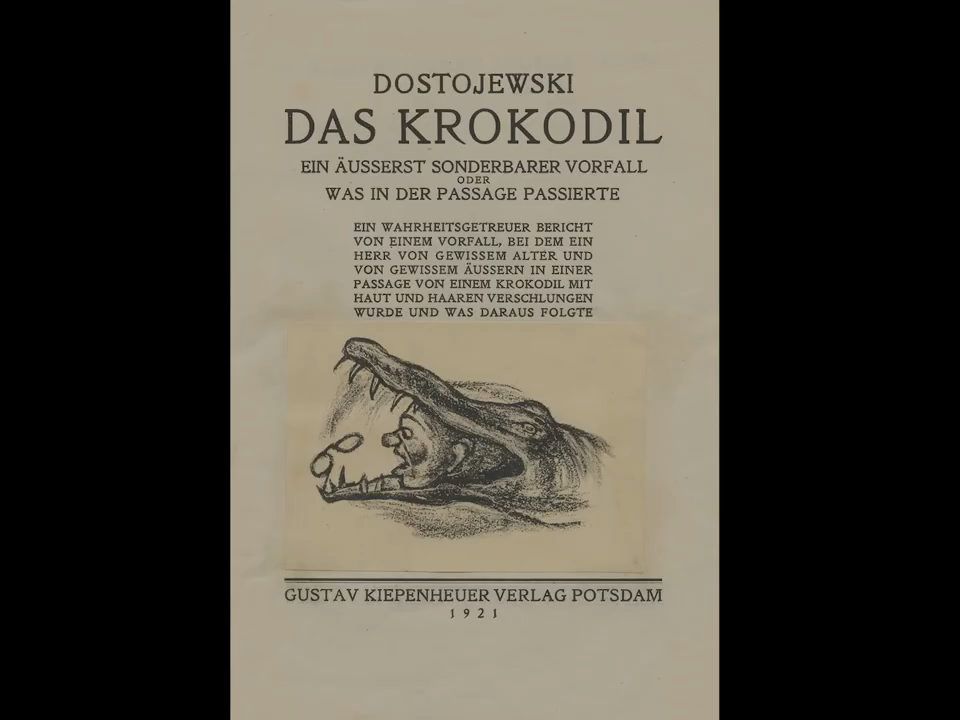 DOSTOJEWSKI
DAS KROKODIL
EIN ÄUSSERST SONDERBARER VORFALL
ODER
WAS IN DER PASSAGE PASSIERTE
EIN WAHRHEITSGETREUER BERICHT
VON EINEM VORFALL, BEI DEM EIN
HERR VON GEWISSEM ALTER UND
VON GEWISSEM ÄUSSERN IN EINER
PASSAGE VON EINEM KROKODIL MIT
HAUT UND HAAREN VERSCHLUNGEN
WURDE UND WAS DARAUS FOLGTE
GUSTAV KIEPENHEUER VERLAG POTSDAM
1921